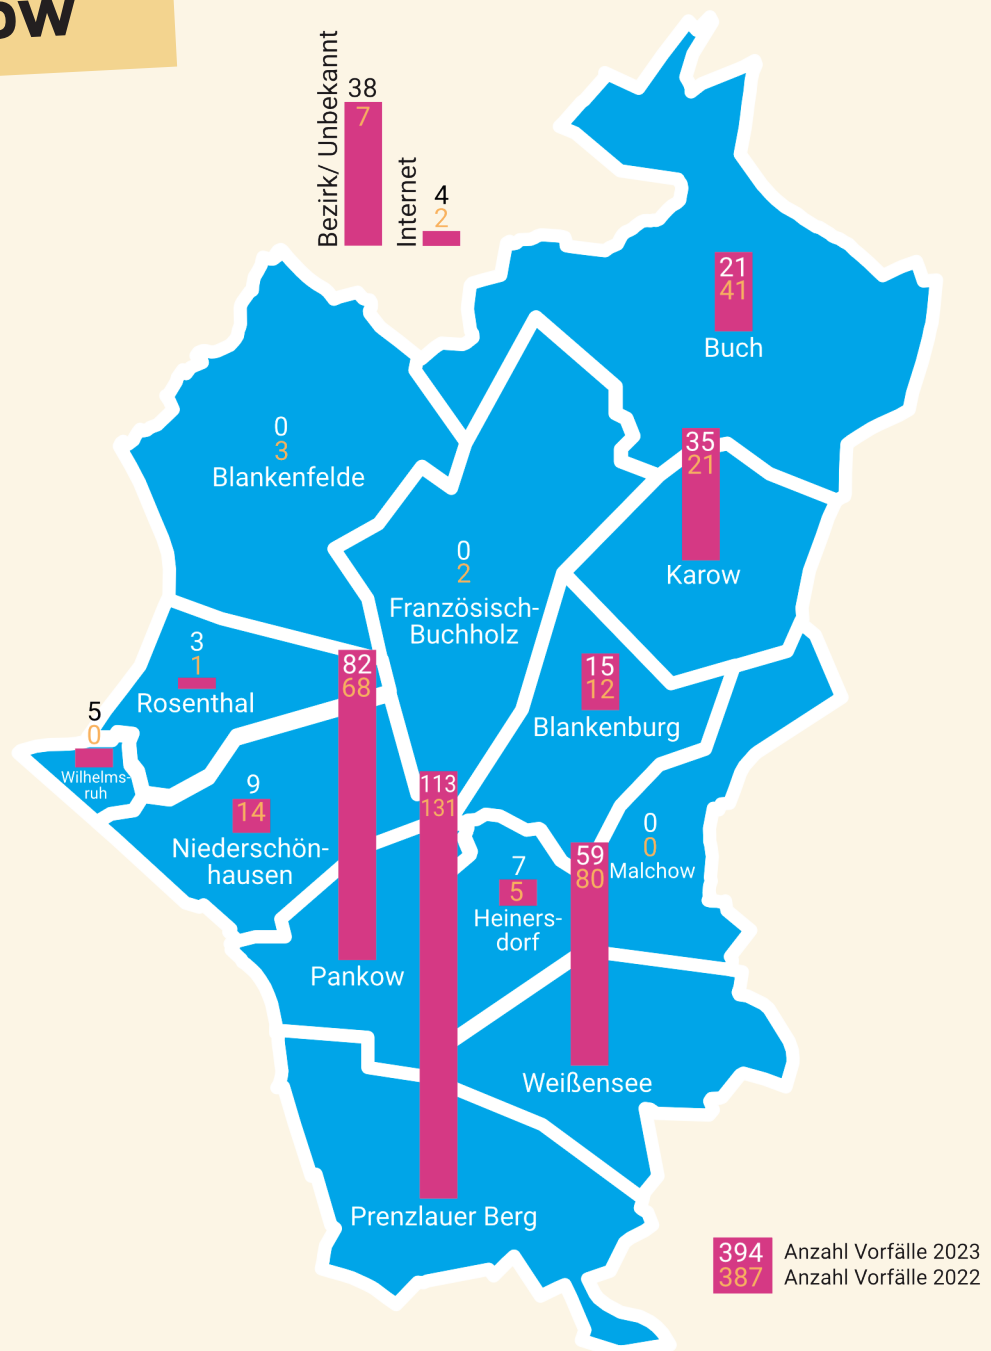 ow
Bezirk/ Unbekannt
38
7
Internet
4
2
21
41
Buch
0
3
Blankenfelde
35
21
Karow
0
2
Französisch-
Buchholz
3
1
Rosenthal
82
68
Pankow
15
12
Blankenburg
5
0
Wilhelms-
ruh
9
14
Niederschön-
hausen
113
131
Prenzlauer Berg
7
5
Heiners-
dorf
59
80
Weißensee
0
0
Malchow
394 Anzahl Vorfälle 2023
387 Anzahl Vorfälle 2022